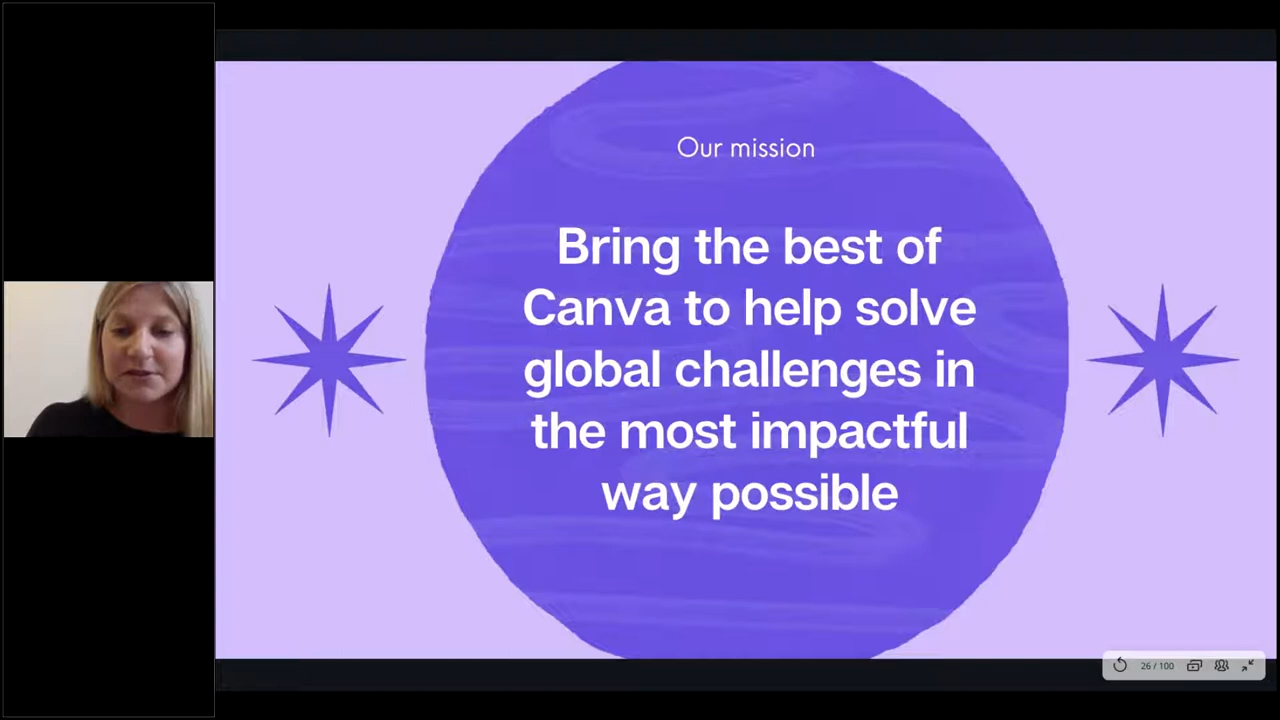 Our mission
Bring the best of
Canva to help solve
global challenges in
the most impactful
way possible
26 / 100